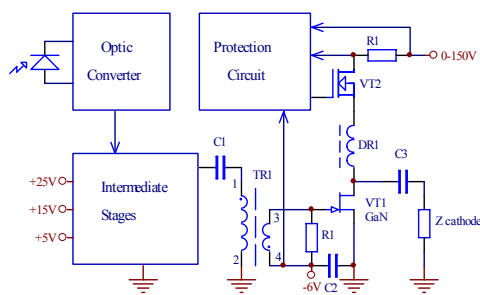 Optic
Converter
Protection
Circuit
R1
0-150V
VT2
DR1
C1
C3
+25V
+15V
+5V
Intermediate
Stages
1
TR1
3
2
4
R1
VT1
GaN
Z cathode
-6V
C2